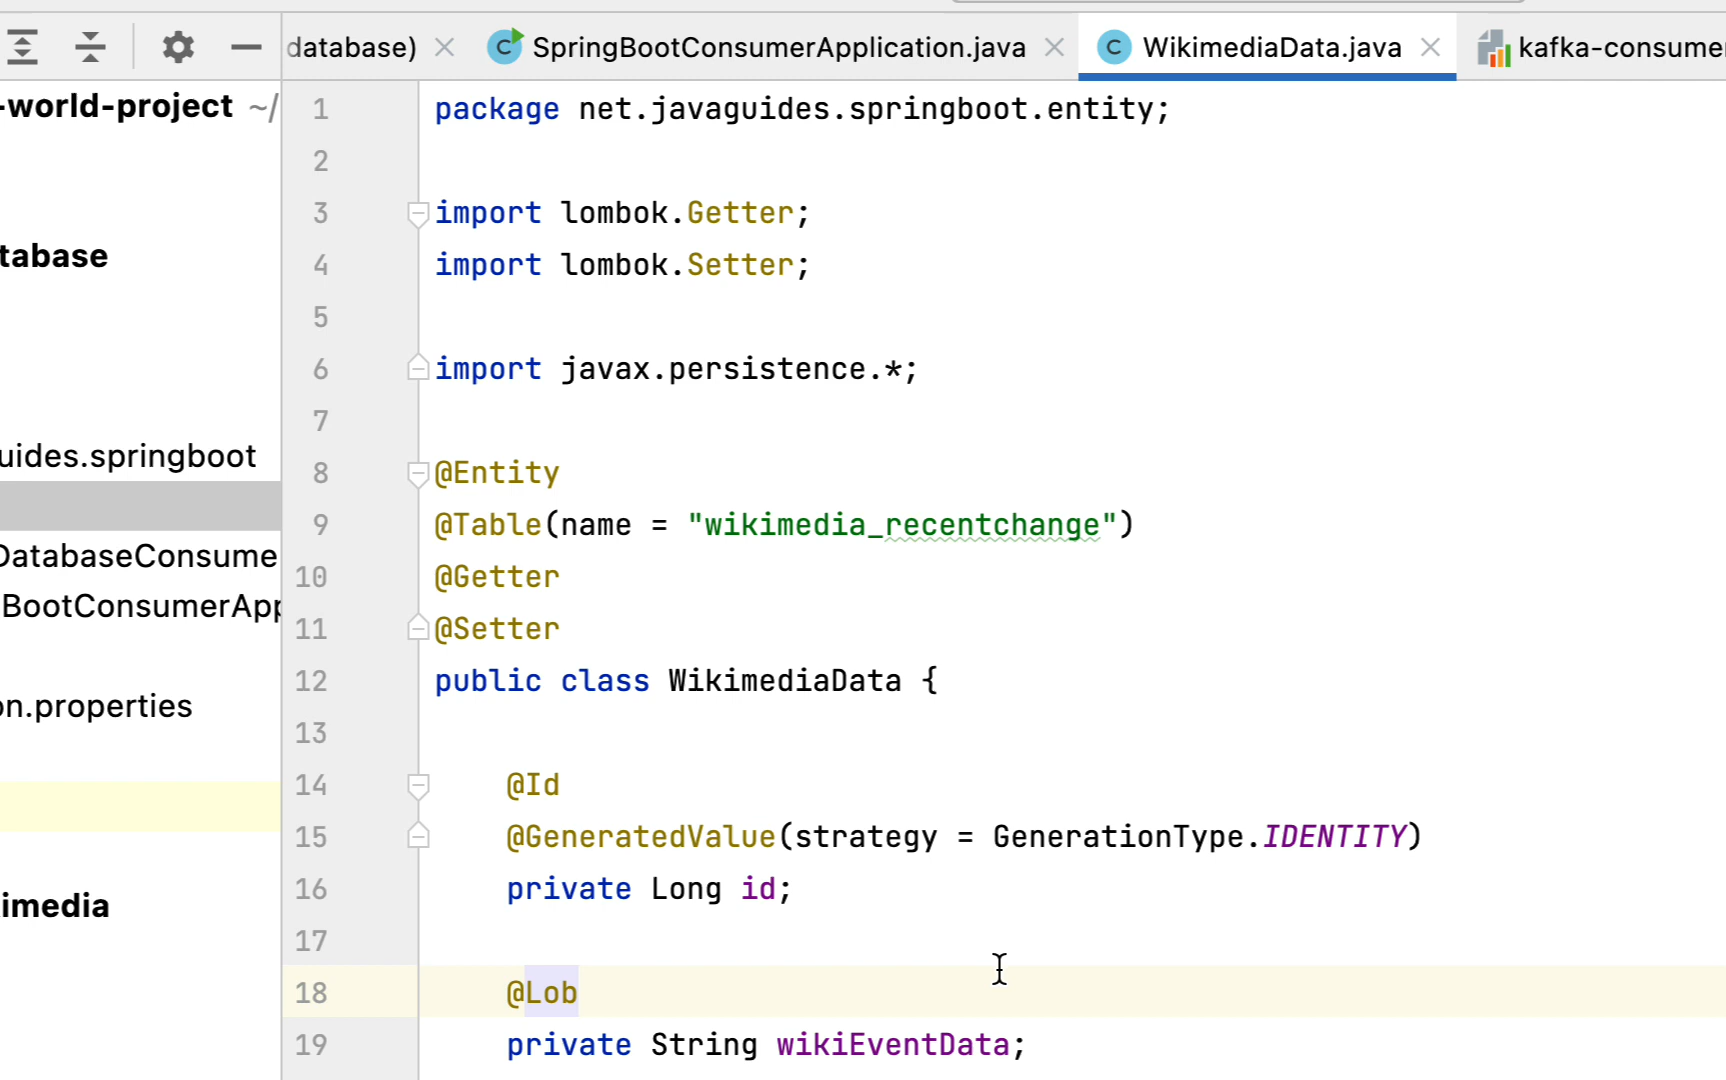 database)
SpringBootConsumerApplication.java
WikimediaData.java
kafka-consumer
-world-project ~/
tabase
uides.springboot
DatabaseConsume
BootConsumerApp
on.properties
imedia
1 package net.javaguides.springboot.entity;
2
3 import lombok.Getter;
4 import lombok.Setter;
5
6 import javax.persistence.*;
7
8 @Entity
9 @Table(name = "wikimedia_recentchange")
10 @Getter
11 @Setter
12 public class WikimediaData {
13
14 @Id
15 @GeneratedValue(strategy = GenerationType.IDENTITY)
16 private Long id;
17
18 @Lob
19 private String wikiEventData;